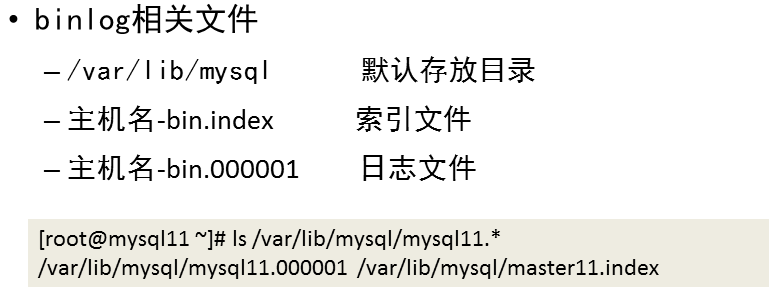 • binlog相关文件
– /var/lib/mysql 默认存放目录
– 主机名-bin.index 索引文件
– 主机名-bin.000001 日志文件
[root@mysql11 ~]# ls /var/lib/mysql/mysql11.*
/var/lib/mysql/mysql11.000001 /var/lib/mysql/master11.index